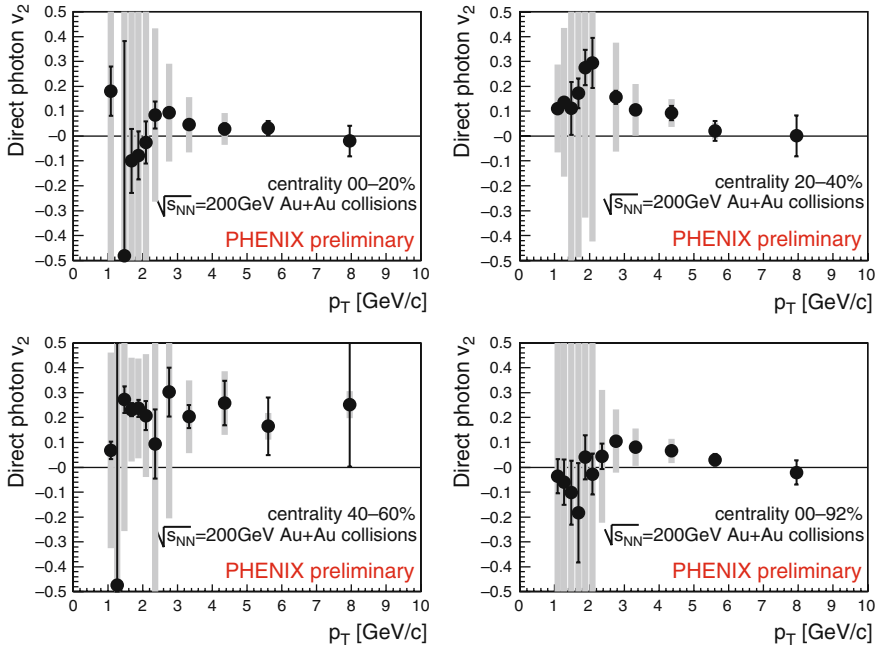 Direct photon v2
0.5
0.4
0.3
0.2
0.1
–0
–0.1
–0.2
–0.3
–0.4
–0.5
centrality 00–20%
√sNN=200GeV Au+Au collisions
PHENIX preliminary
0 1 2 3 4 5 6 7 8 9 10
pT [GeV/c]
Direct photon v2
0.5
0.4
0.3
0.2
0.1
–0
–0.1
–0.2
–0.3
–0.4
–0.5
centrality 20–40%
√sNN=200GeV Au+Au collisions
PHENIX preliminary
0 1 2 3 4 5 6 7 8 9 10
pT [GeV/c]
Direct photon v2
0.5
0.4
0.3
0.2
0.1
–0
–0.1
–0.2
–0.3
–0.4
–0.5
centrality 40–60%
√sNN=200GeV Au+Au collisions
PHENIX preliminary
0 1 2 3 4 5 6 7 8 9 10
pT [GeV/c]
Direct photon v2
0.5
0.4
0.3
0.2
0.1
–0
–0.1
–0.2
–0.3
–0.4
–0.5
centrality 00–92%
√sNN=200GeV Au+Au collisions
PHENIX preliminary
0 1 2 3 4 5 6 7 8 9 10
pT [GeV/c]